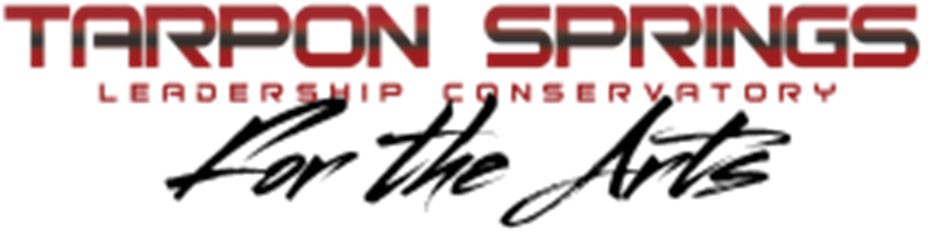 TARPON SPRINGS
LEADERSHIP CONSERVATORY
For the Arts